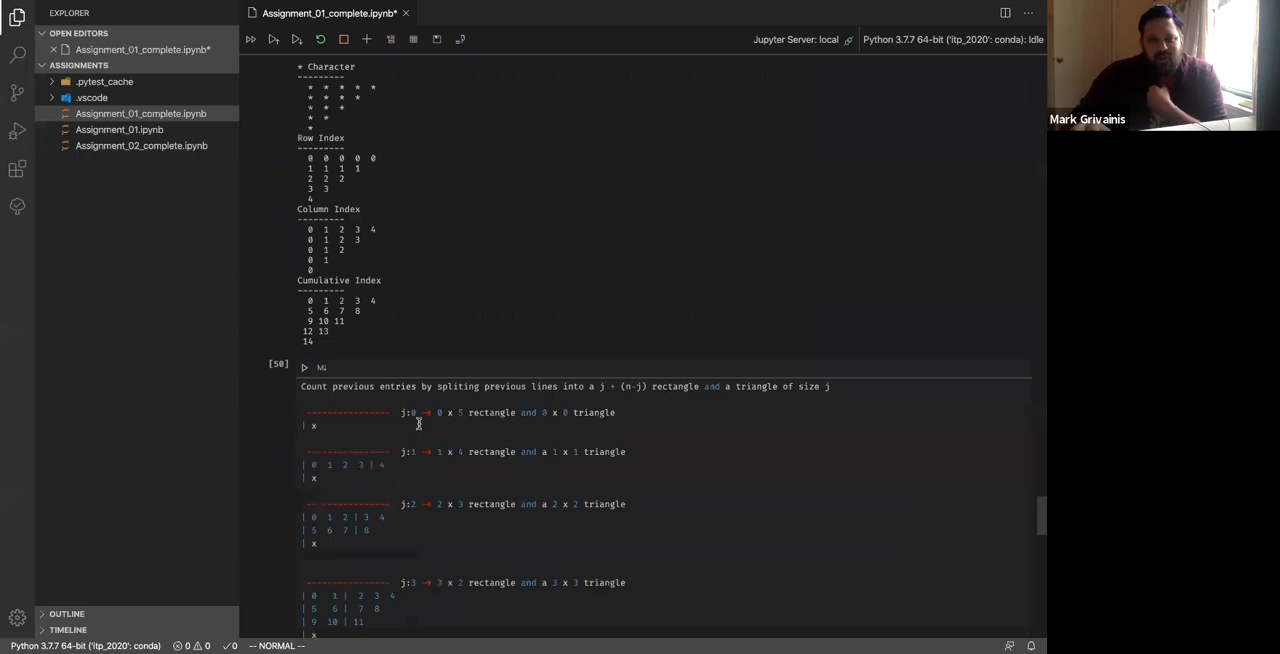 EXPLORER
OPEN EDITORS
Assignment_01_complete.ipynb*
ASSIGNMENTS
.pytest_cache
.vscode
Assignment_01_complete.ipynb
Assignment_01.ipynb
Assignment_02_complete.ipynb
OUTLINE
TIMELINE
Assignment_01_complete.ipynb*
Jupyter Server: local
Python 3.7.7 64-bit ('itp_2020': conda): Idle
* Character
---------
* * * * *
* * * *
* * *
* *
*
Row Index
---------
0 0 0 0 0
1 1 1 1
2 2 2
3 3
4
Column Index
---------
0 1 2 3 4
0 1 2 3
0 1 2
0 1
0
Cumulative Index
---------
0 1 2 3 4
5 6 7 8
9 10 11
12 13
14
[50]
M↓
Count previous entries by spliting previous lines into a j * (n-j) rectangle and a triangle of size j
---------------- j:0 → 0 x 5 rectangle and 0 x 0 triangle
| x
---------------- j:1 → 1 x 4 rectangle and a 1 x 1 triangle
| 0 1 2 3 | 4
| x
---------------- j:2 → 2 x 3 rectangle and a 2 x 2 triangle
| 0 1 2 | 3 4
| 5 6 7 | 8
| x
---------------- j:3 → 3 x 2 rectangle and a 3 x 3 triangle
| 0 1 | 2 3 4
| 5 6 | 7 8
| 9 10 | 11
| x
Mark Grivainis
Python 3.7.7 64-bit ('itp_2020': conda) 0 0 0 -- NORMAL --